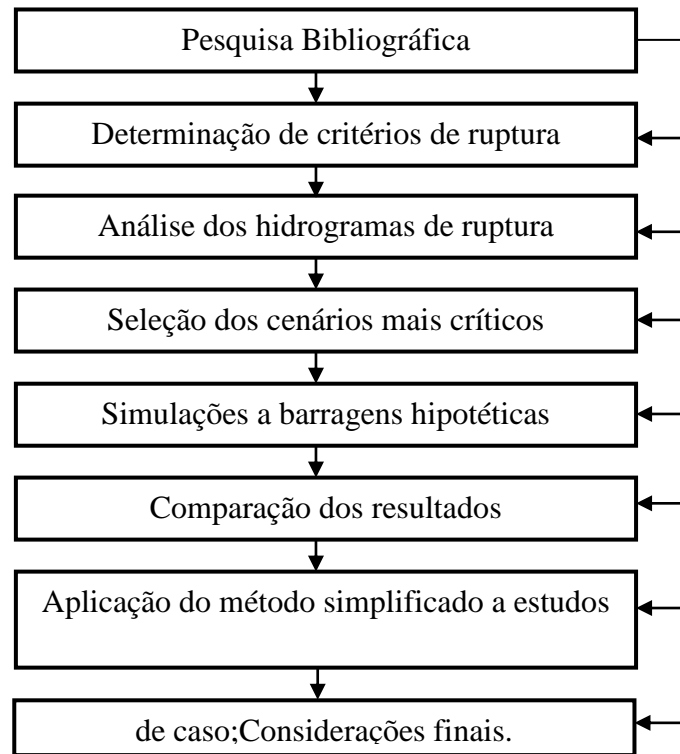 Pesquisa Bibliográfica
Determinação de critérios de ruptura
Análise dos hidrogramas de ruptura
Seleção dos cenários mais críticos
Simulações a barragens hipotéticas
Comparação dos resultados
Aplicação do método simplificado a estudos
de caso;Considerações finais.